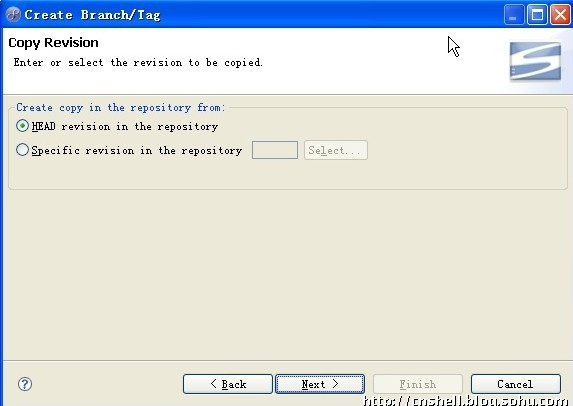 Create Branch/Tag
Copy Revision
Enter or select the revision to be copied.
Create copy in the repository from:
HEAD revision in the repository
Specific revision in the repository Select...
? < Back Next > Finish Cancel
http://cnshell.blog.sohu.com